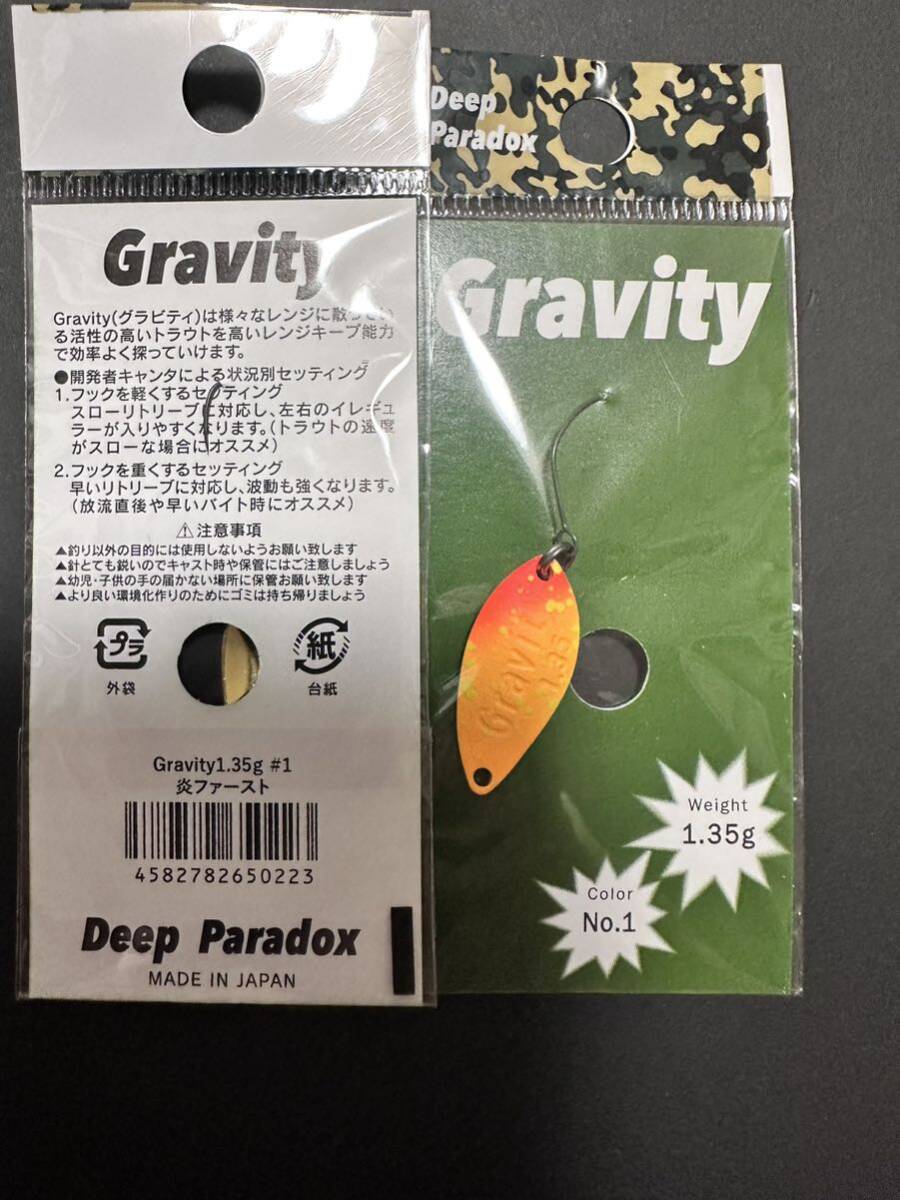 Gravity
Gravity(グラビティ)は様々なレンジに散っている活性の高いトラウトを高いレンジキープ能力
で効率よく探っていけます。
●開発者キャンタによる状況別セッティング
1.フックを軽くするセッティング
スローリトリーブに対応し、左右のイレギュ
ラーが入りやすくなります。(トラウトの速度
がスローな場合にオススメ)
2.フックを重くするセッティング
早いリトリーブに対応し、波動も強くなります。
(放流直後や早いバイト時にオススメ)
⚠注意事項
▲釣り以外の目的には使用しないようお願い致します
▲針とても鋭いのでキャスト時や保管にはご注意しましょう
▲幼児・子供の手の届かない場所に保管お願い致します
▲より良い環境化作りのためにゴミは持ち帰りましょう
プラ
外袋
紙
台紙
Gravity1.35g #1
炎ファースト
4582782650223
Deep Paradox
MADE IN JAPAN
Deep
Paradox
Gravity
Gravit
1.35
Weight
1.35g
Color
No.1